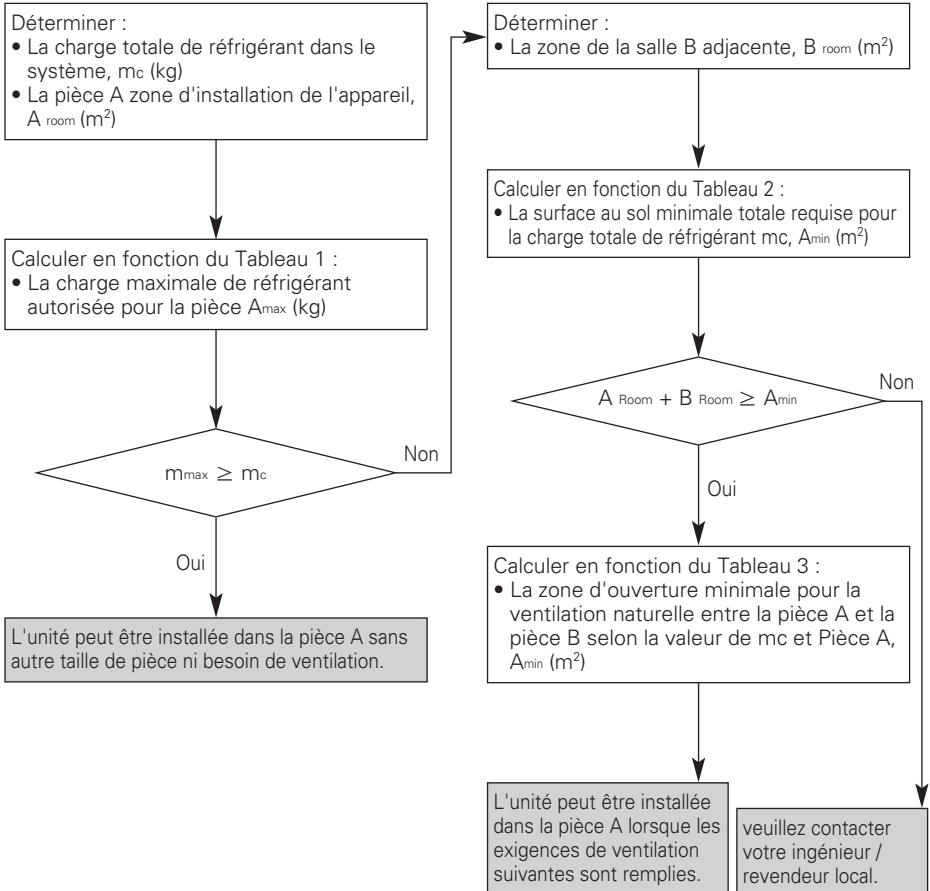 Déterminer :
• La charge totale de réfrigérant dans le
système, mc (kg)
• La pièce A zone d'installation de l'appareil,
A room (m²)
Calculer en fonction du Tableau 1 :
• La charge maximale de réfrigérant
autorisée pour la pièce Amax (kg)
mmax ≥ mc
Non
Oui
L'unité peut être installée dans la pièce A sans
autre taille de pièce ni besoin de ventilation.
Déterminer :
• La zone de la salle B adjacente, B room (m²)
Calculer en fonction du Tableau 2 :
• La surface au sol minimale totale requise pour
la charge totale de réfrigérant mc, Amin (m²)
A Room + B Room ≥ Amin
Non
Oui
Calculer en fonction du Tableau 3 :
• La zone d'ouverture minimale pour la
ventilation naturelle entre la pièce A et la
pièce B selon la valeur de mc et Pièce A,
Amin (m²)
L'unité peut être installée
dans la pièce A lorsque les
exigences de ventilation
suivantes sont remplies.
veuillez contacter
votre ingénieur /
revendeur local.